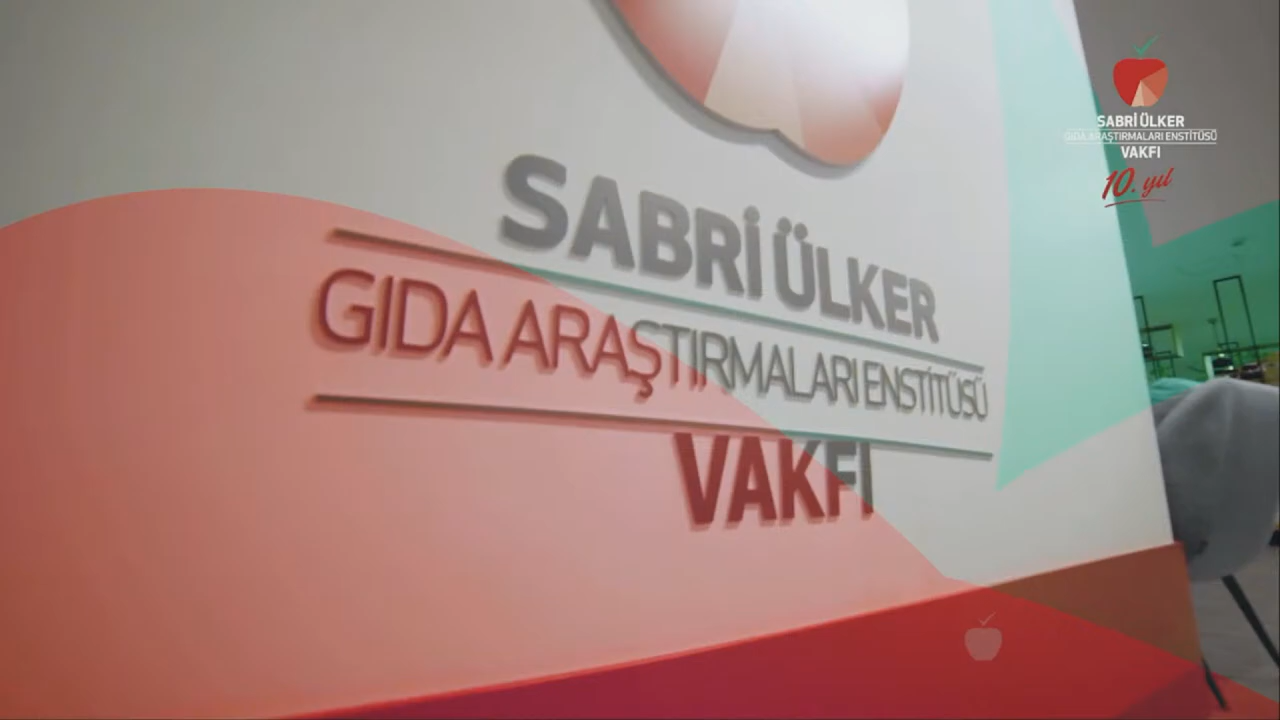 SABRİ ÜLKER
GIDA ARAŞTIRMALARI ENSTİTÜSÜ
VAKFI
SABRİ ÜLKER
GIDA ARAŞTIRMALARI ENSTİTÜSÜ
VAKFI
10. yıl